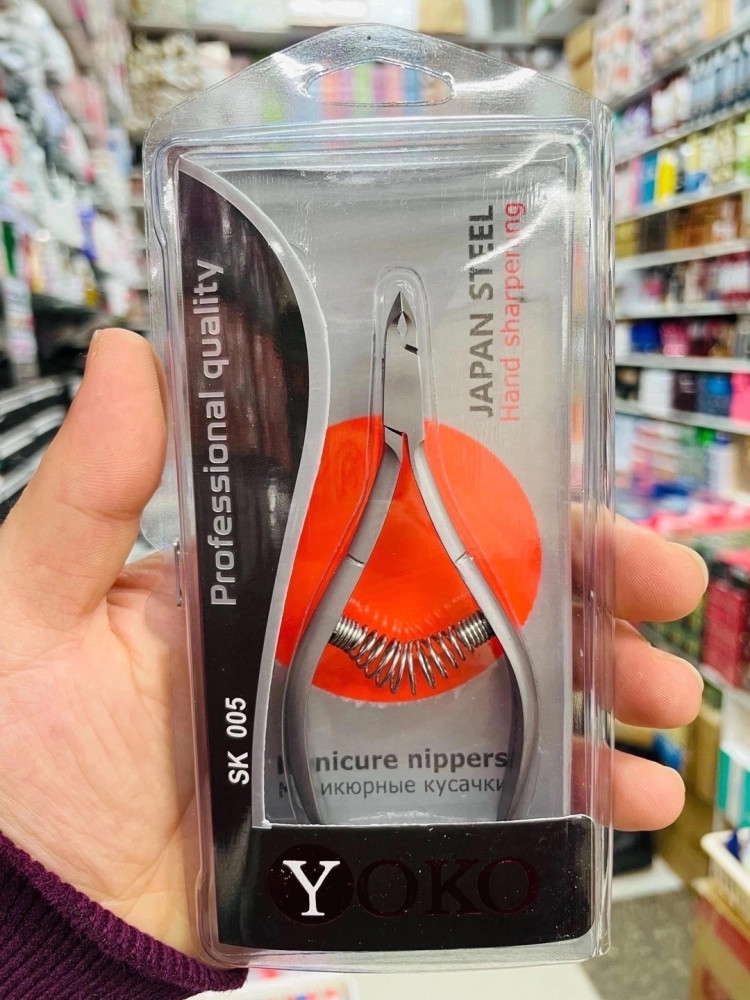 Professional quality
SK 005
JAPAN STEEL
Hand sharpening
nicure nippers
икюрные кусачки
YOKO